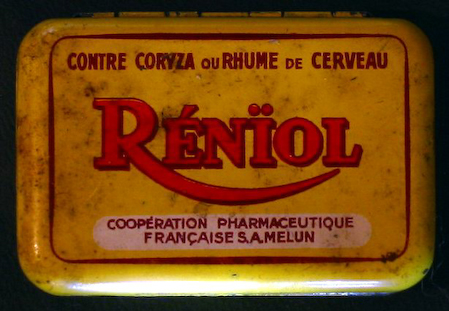 CONTRE CORYZA OU RHUME DE CERVEAU
RÉNÏOL
COOPÉRATION PHARMACEUTIQUE
FRANÇAISE S.A. MELUN